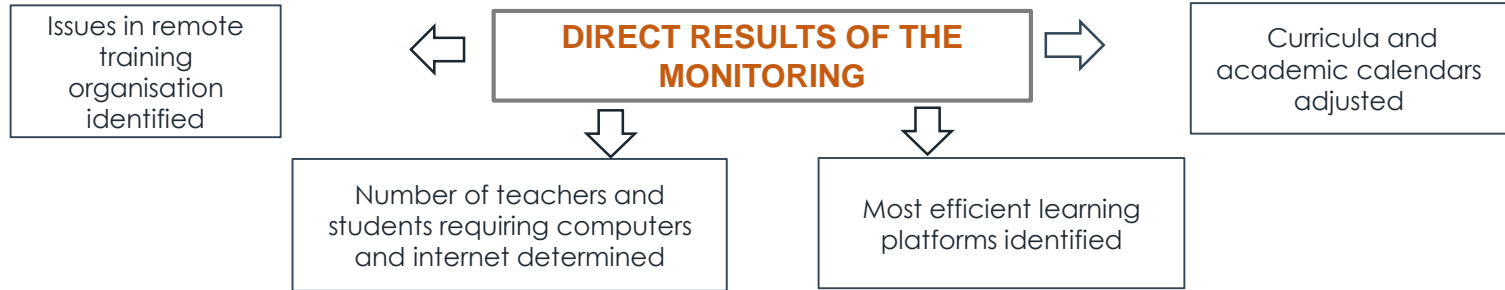 Issues in remote
training
organisation
identified
DIRECT RESULTS OF THE
MONITORING
Curricula and
academic calendars
adjusted
Number of teachers and
students requiring computers
and internet determined
Most efficient learning
platforms identified